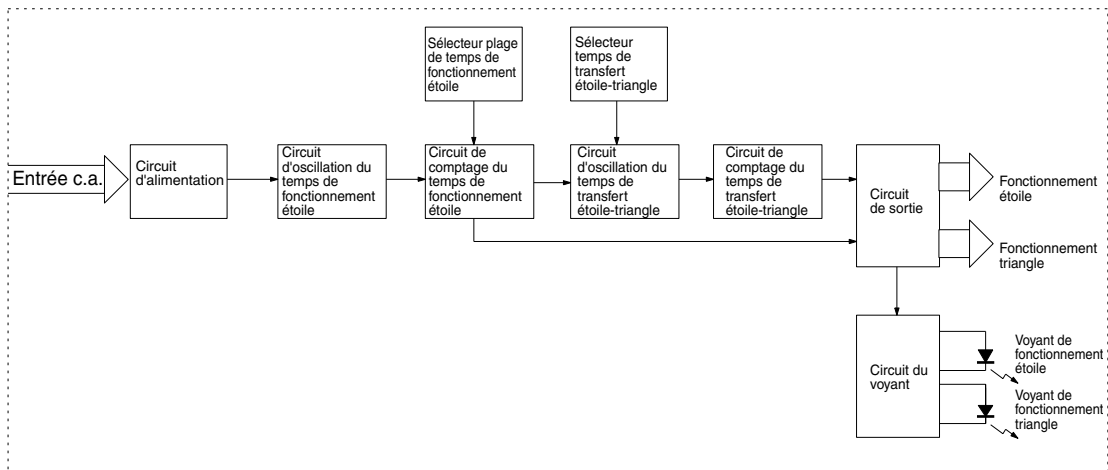 Sélecteur plage
de temps de
fonctionnement
étoile
Sélecteur
temps de
transfert
étoile-triangle
Entrée c.a.
Circuit
d'alimentation
Circuit
d'oscillation du
temps de
fonctionnement
étoile
Circuit de
comptage du
temps de
fonctionnement
étoile
Circuit
d'oscillation du
temps de
transfert
étoile-triangle
Circuit de
comptage du
temps de
transfert
étoile-triangle
Circuit
de sortie
Fonctionnement
étoile
Fonctionnement
triangle
Circuit du
voyant
Voyant de
fonctionnement
étoile
Voyant de
fonctionnement
triangle